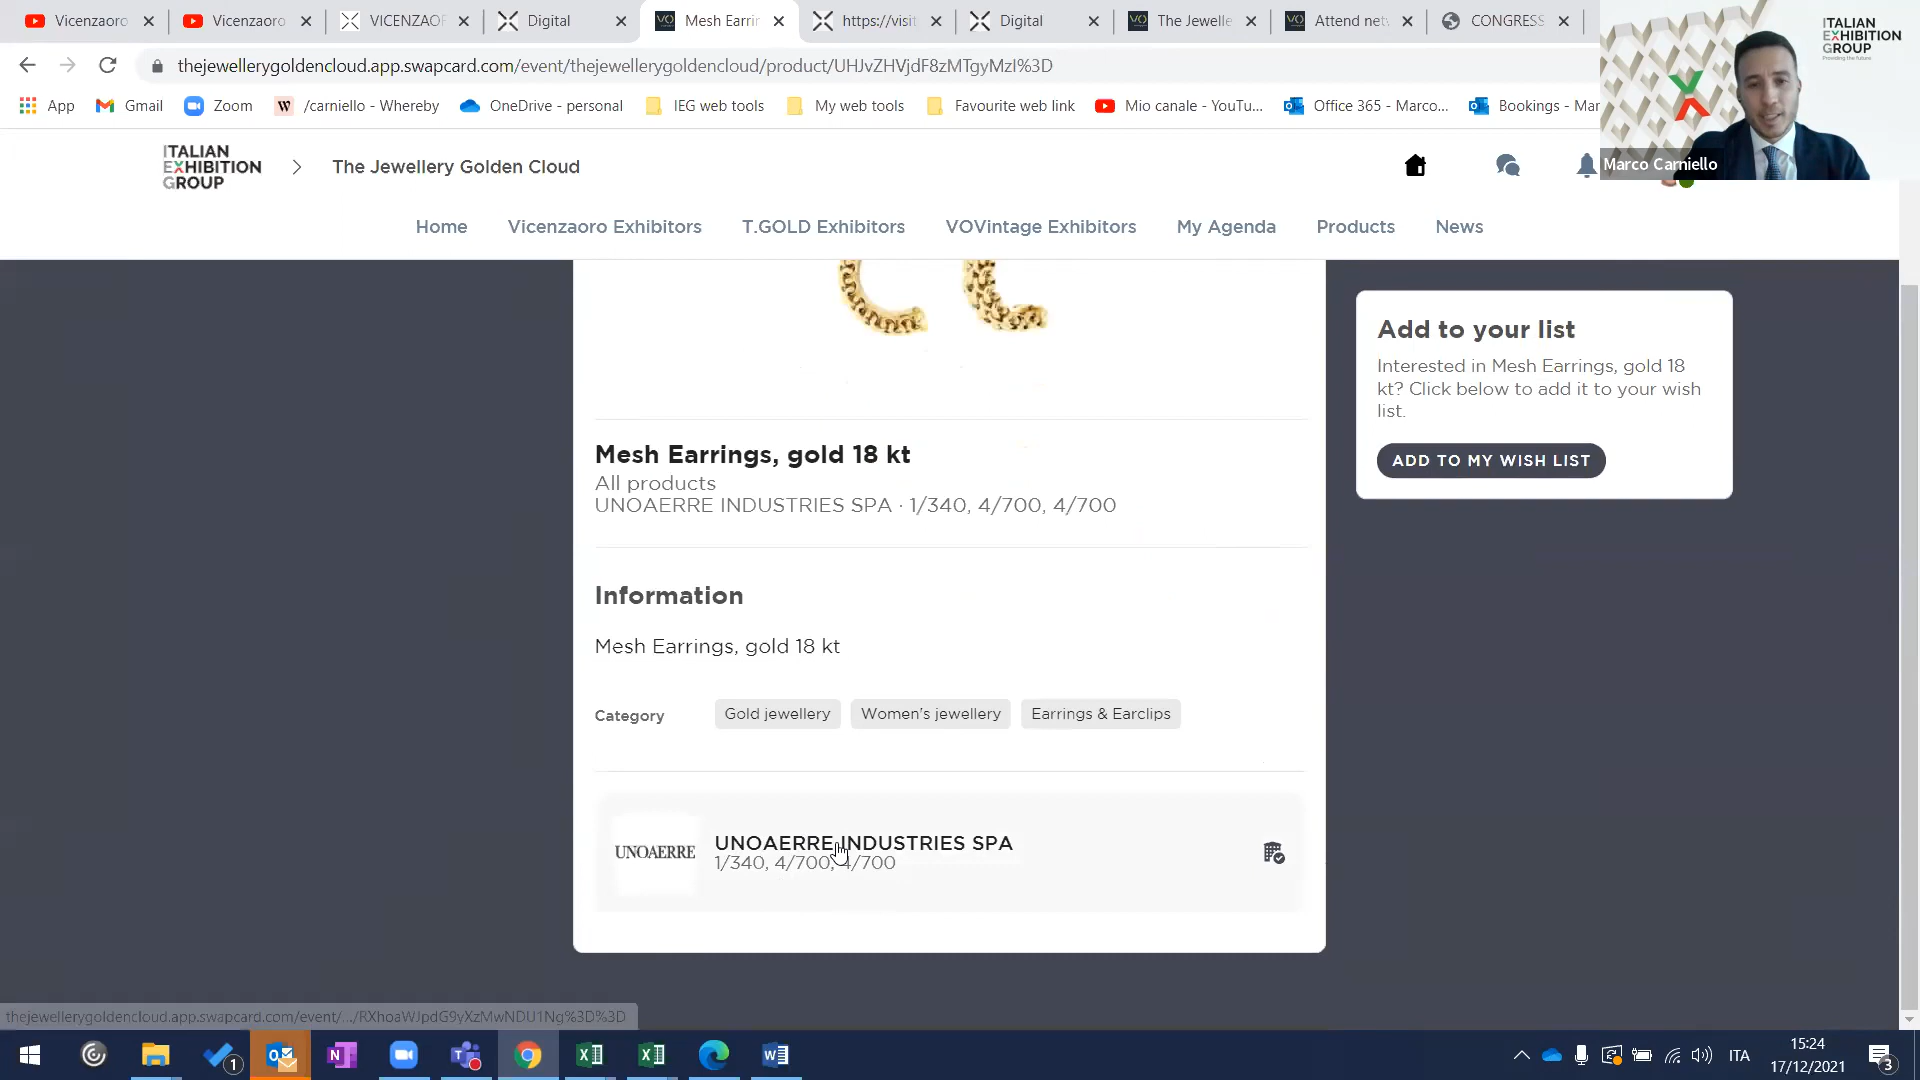 Vicenzaoro
Vicenzaoro
VICENZAOF
Digital
Mesh Earrin
https://visit
Digital
The Jewelle
Attend net
CONGRESS
thejewellerygoldencloud.app.swapcard.com/event/thejewellerygoldencloud/product/UHJvZHVjdF8zMTgyMzI%3D
App
Gmail
Zoom
/carniello - Whereby
OneDrive - personal
IEG web tools
My web tools
Favourite web link
Mio canale - YouTu...
Office 365 - Marco...
Bookings - Mar
ITALIAN
EXHIBITION
GROUP
Providing the future
Marco Carniello
ITALIAN
EXHIBITION
GROUP
The Jewellery Golden Cloud
Home
Vicenzaoro Exhibitors
T.GOLD Exhibitors
VOVintage Exhibitors
My Agenda
Products
News
Add to your list
Interested in Mesh Earrings, gold 18
kt? Click below to add it to your wish
list.
ADD TO MY WISH LIST
Mesh Earrings, gold 18 kt
All products
UNOAERRE INDUSTRIES SPA · 1/340, 4/700, 4/700
Information
Mesh Earrings, gold 18 kt
Category
Gold jewellery
Women's jewellery
Earrings & Earclips
UNOAERRE
UNOAERRE INDUSTRIES SPA
1/340, 4/700, 4/700
thejewellerygoldencloud.app.swapcard.com/event/.../RXhoaWJpdG9yXzMwNDU1Ng%3D%3D
1
ITA
15:24
17/12/2021
3